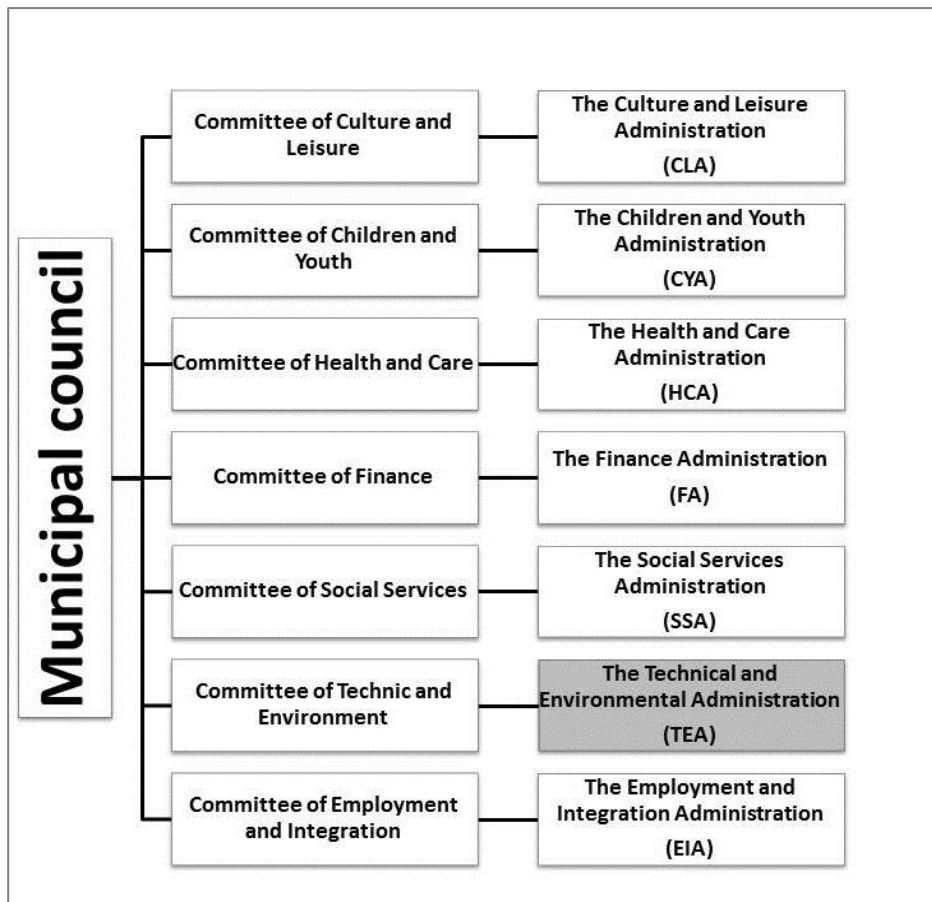 Municipal council
Committee of Culture and
Leisure
The Culture and Leisure
Administration
(CLA)
Committee of Children and
Youth
The Children and Youth
Administration
(CYA)
Committee of Health and Care
The Health and Care
Administration
(HCA)
Committee of Finance
The Finance Administration
(FA)
Committee of Social Services
The Social Services
Administration
(SSA)
Committee of Technic and
Environment
The Technical and
Environmental Administration
(TEA)
Committee of Employment
and Integration
The Employment and
Integration Administration
(EIA)